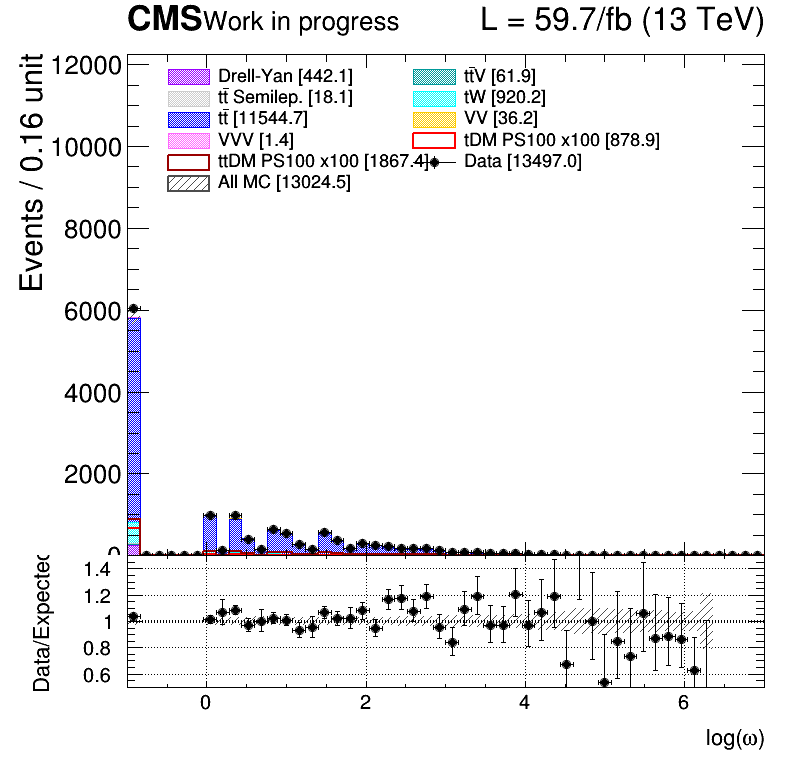 CMS Work in progress L = 59.7/fb (13 TeV)
Events / 0.16 unit
12000
10000
8000
6000
4000
2000
0
Drell-Yan [442.1]
tt̄ Semilep. [18.1]
tt̄ [11544.7]
VVV [1.4]
ttDM PS100 x100 [1867.4]
All MC [13024.5]
tt̄V [61.9]
tW [920.2]
VV [36.2]
tDM PS100 x100 [878.9]
Data [13497.0]
Data/Expected
1.4
1.2
1
0.8
0.6
0 2 4 6
log(ω)